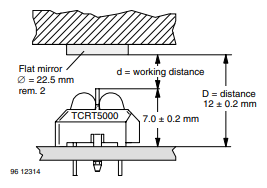 Flat mirror
∅ = 22.5 mm
rem. 2
d = working distance
D = distance
12 ± 0.2 mm
TCRT5000
7.0 ± 0.2 mm
96 12314